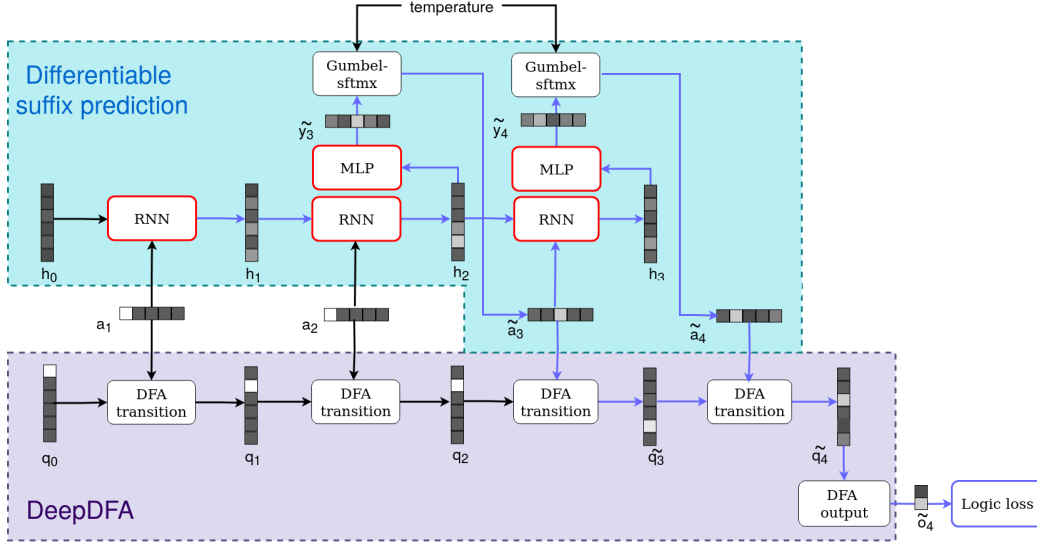 temperature
Differentiable
suffix prediction
Gumbel-
sftmx
Gumbel-
sftmx
ỹ₃
ỹ₄
MLP
MLP
RNN
RNN
RNN
h₀
h₁
h₂
h₃
a₁
a₂
ã₃
ã₄
DFA
transition
DFA
transition
DFA
transition
DFA
transition
q₀
q₁
q₂
q̃₃
q̃₄
DeepDFA
DFA
output
õ₄
Logic loss